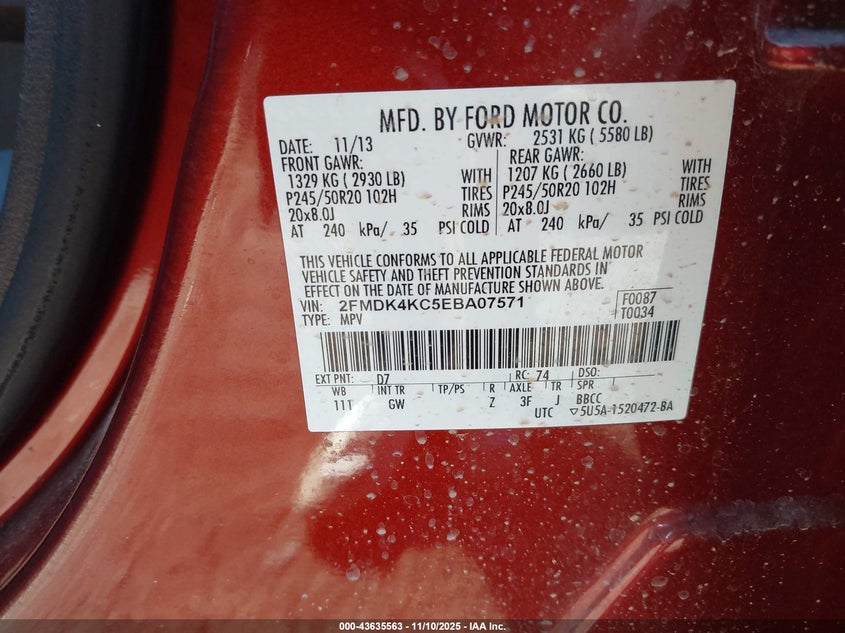 MFD. BY FORD MOTOR CO.
DATE: 11/13 GVWR: 2531 KG ( 5580 LB)
FRONT GAWR: REAR GAWR:
1329 KG ( 2930 LB) WITH 1207 KG ( 2660 LB) WITH
P245/50R20 102H TIRES P245/50R20 102H TIRES
20x8.0J RIMS 20x8.0J RIMS
AT 240 kPa/ 35 PSI COLD AT 240 kPa/ 35 PSI COLD
THIS VEHICLE CONFORMS TO ALL APPLICABLE FEDERAL MOTOR
VEHICLE SAFETY AND THEFT PREVENTION STANDARDS IN
EFFECT ON THE DATE OF MANUFACTURE SHOWN ABOVE.
VIN: 2FMDK4KC5EBA07571 F0087
TYPE: MPV T0034
EXT PNT: D7 RC: 74 DSO:
WB INT TR TP/PS R AXLE TR SPR
11T GW Z 3F J BBCC
UTC ▽5U5A-1520472-BA
000-43635563 - 11/10/2025 - IAA Inc.